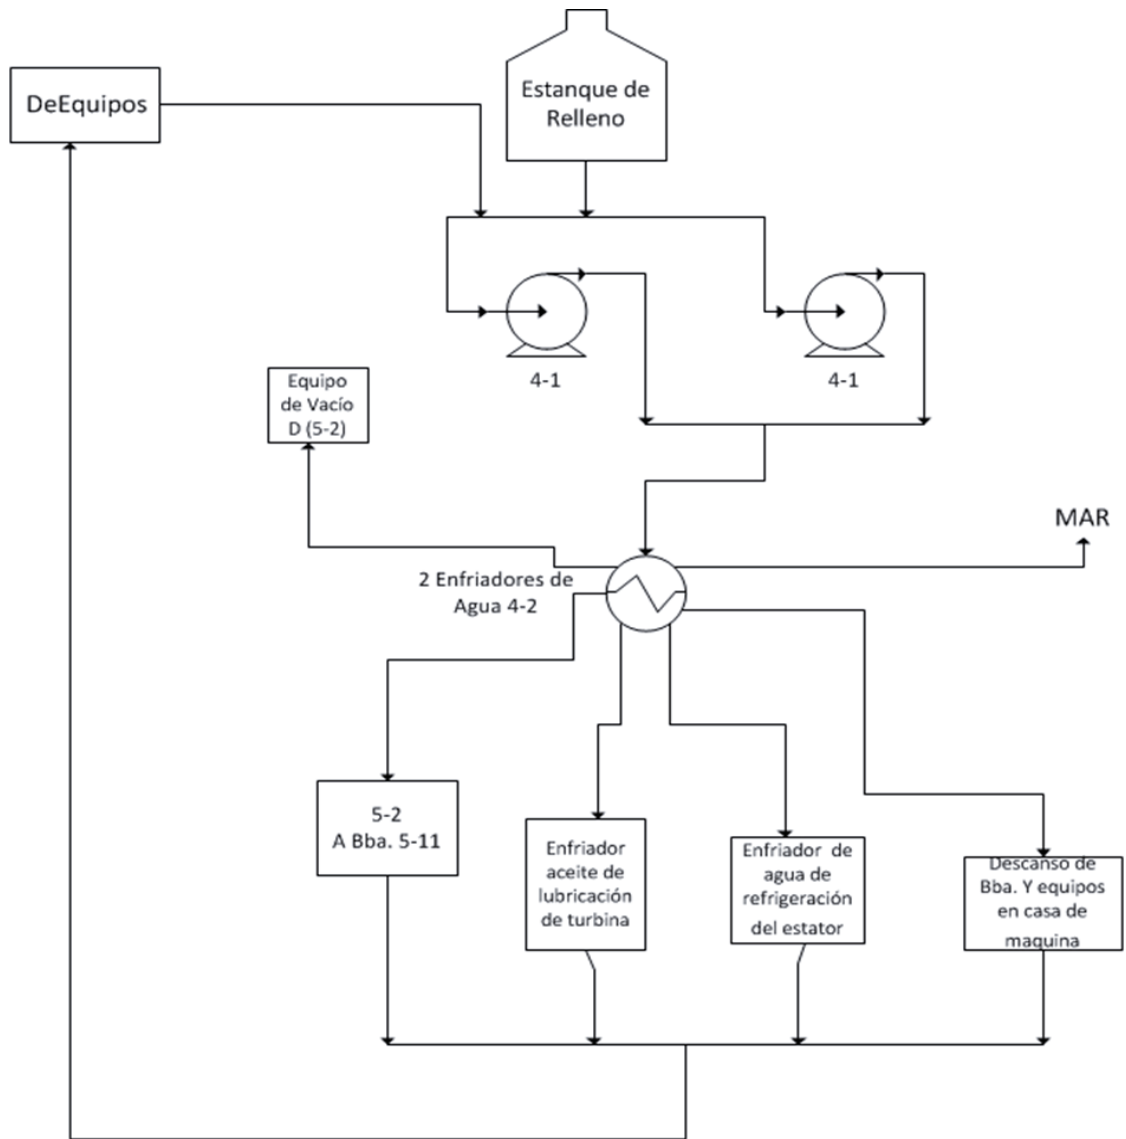 DeEquipos
Estanque de
Relleno
4-1
4-1
Equipo
de Vacío
D (5-2)
MAR
2 Enfriadores de
Agua 4-2
5-2
A Bba. 5-11
Enfriador
aceite de
lubricación
de turbina
Enfriador de
agua de
refrigeración
del estator
Descanso de
Bba. Y equipos
en casa de
maquina